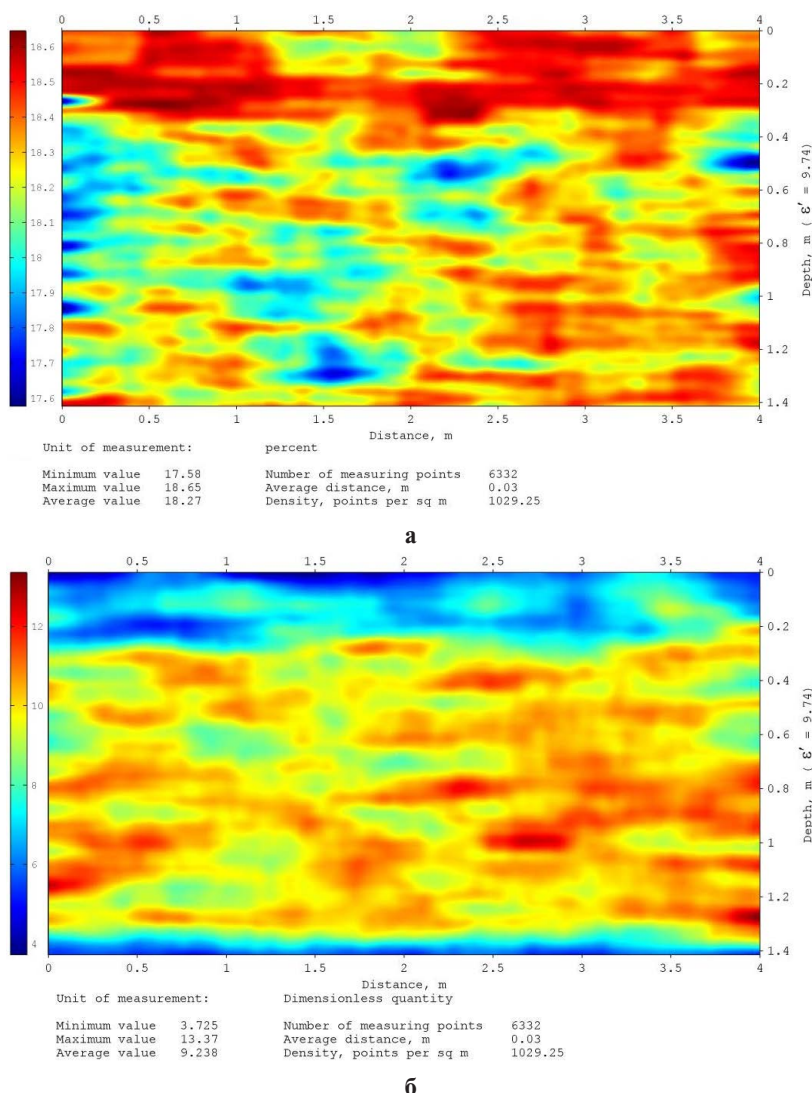 0 0.5 1 1.5 2 2.5 3 3.5 4
18.6 18.5 18.4 18.3 18.2 18.1 18 17.9 17.8 17.7 17.6
0 0.2 0.4 0.6 0.8 1 1.2 1.4
Depth, m ( ε′ = 9.74)
0 0.5 1 1.5 2 2.5 3 3.5 4
Distance, m
Unit of measurement: percent
Minimum value 17.58 Number of measuring points 6332
Maximum value 18.65 Average distance, m 0.03
Average value 18.27 Density, points per sq m 1029.25
а
0 0.5 1 1.5 2 2.5 3 3.5 4
12 10 8 6 4
0 0.2 0.4 0.6 0.8 1 1.2 1.4
Depth, m ( ε′ = 9.74)
0 0.5 1 1.5 2 2.5 3 3.5 4
Distance, m
Unit of measurement: Dimensionless quantity
Minimum value 3.725 Number of measuring points 6332
Maximum value 13.37 Average distance, m 0.03
Average value 9.238 Density, points per sq m 1029.25
б